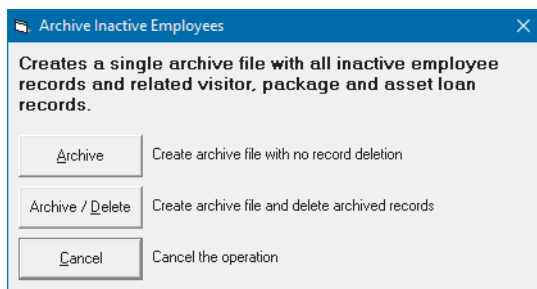 Archive Inactive Employees
Creates a single archive file with all inactive employee
records and related visitor, package and asset loan
records.
Archive Create archive file with no record deletion
Archive / Delete Create archive file and delete archived records
Cancel Cancel the operation